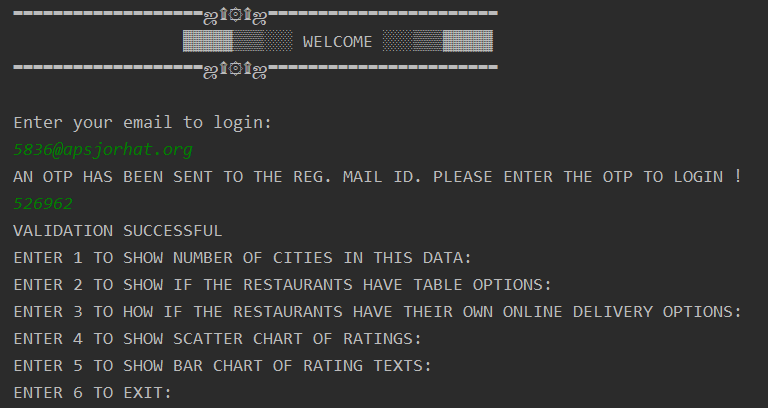 ▬▬▬▬▬▬▬▬▬▬▬▬▬▬▬▬▬▬▬ஜ۩۞۩ஜ▬▬▬▬▬▬▬▬▬▬▬▬▬▬▬▬▬▬▬▬▬▬▬
▓▓▓▓▓▒▒▒░░░ WELCOME ░░░▒▒▒▓▓▓▓▓
▬▬▬▬▬▬▬▬▬▬▬▬▬▬▬▬▬▬▬ஜ۩۞۩ஜ▬▬▬▬▬▬▬▬▬▬▬▬▬▬▬▬▬▬▬▬▬▬▬
Enter your email to login:
5836@apsjorhat.org
AN OTP HAS BEEN SENT TO THE REG. MAIL ID. PLEASE ENTER THE OTP TO LOGIN !
526962
VALIDATION SUCCESSFUL
ENTER 1 TO SHOW NUMBER OF CITIES IN THIS DATA:
ENTER 2 TO SHOW IF THE RESTAURANTS HAVE TABLE OPTIONS:
ENTER 3 TO HOW IF THE RESTAURANTS HAVE THEIR OWN ONLINE DELIVERY OPTIONS:
ENTER 4 TO SHOW SCATTER CHART OF RATINGS:
ENTER 5 TO SHOW BAR CHART OF RATING TEXTS:
ENTER 6 TO EXIT: